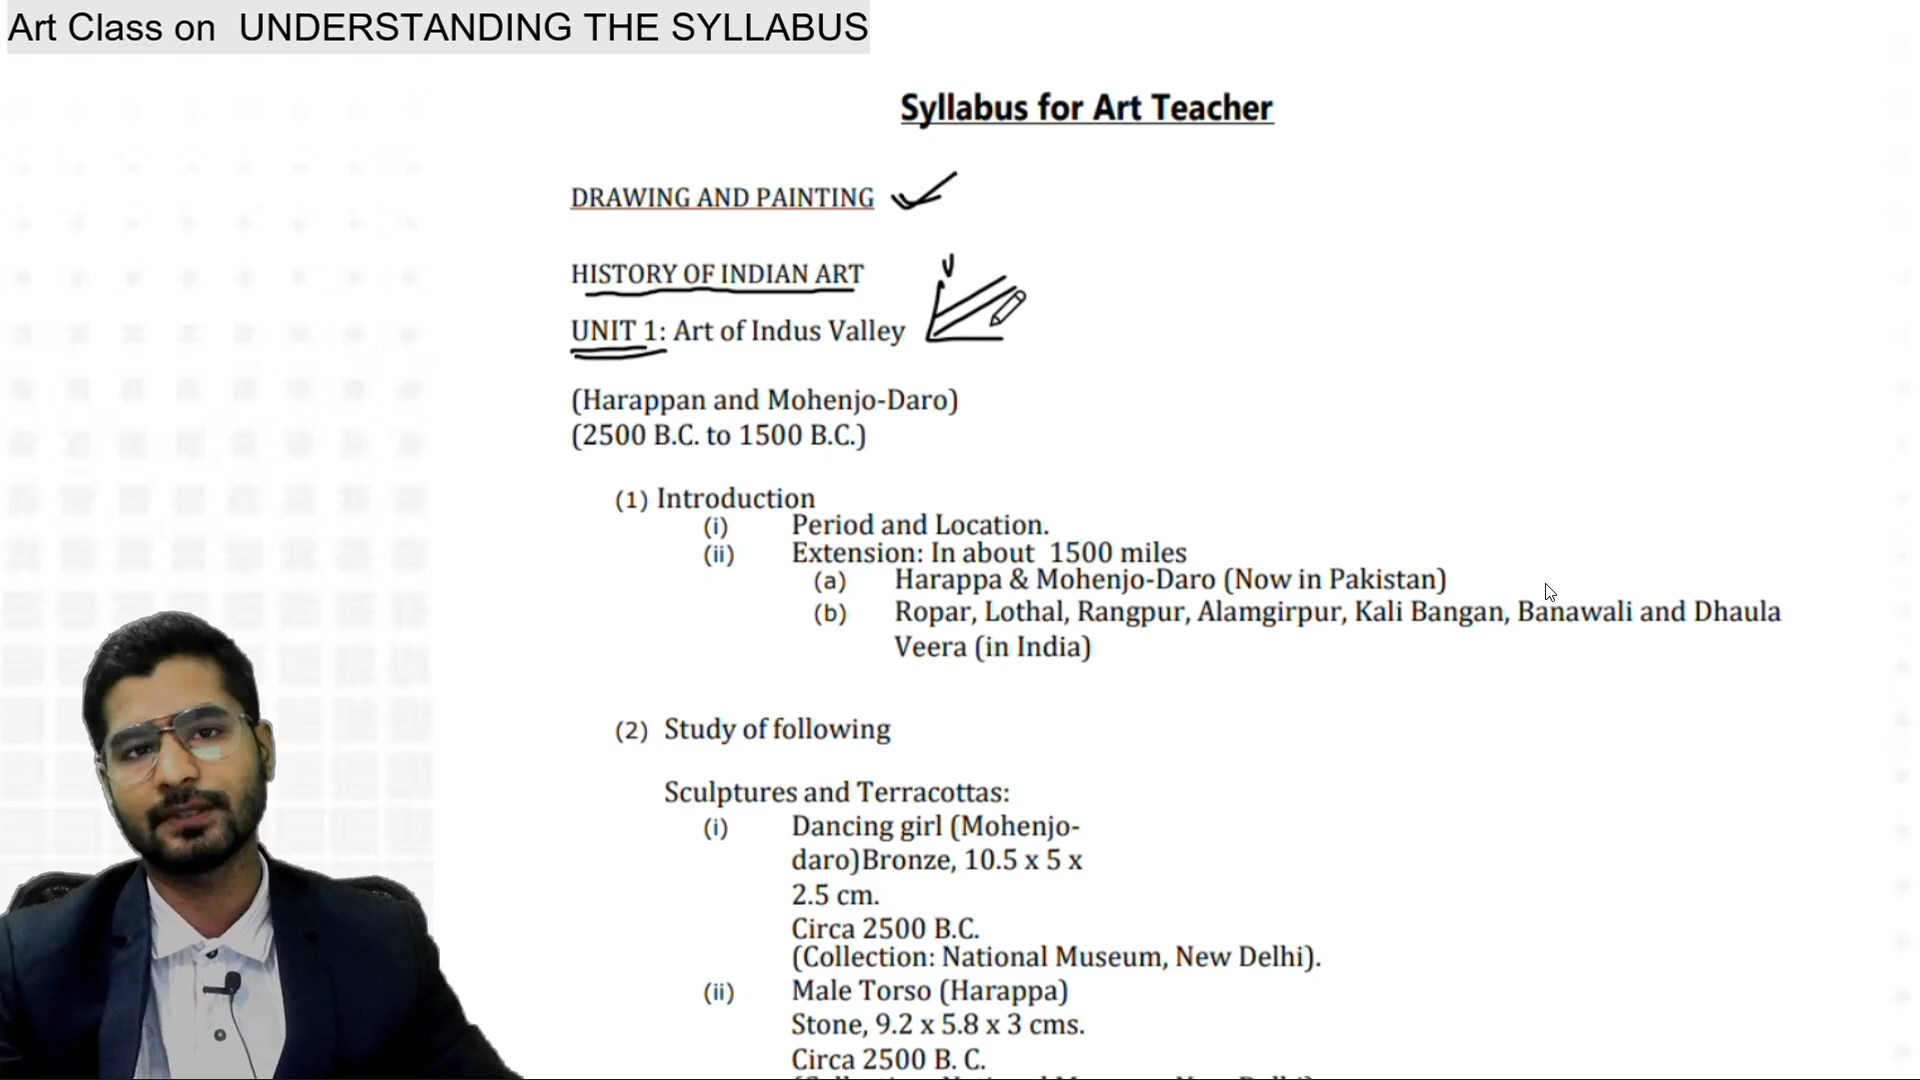 Art Class on UNDERSTANDING THE SYLLABUS
Syllabus for Art Teacher
DRAWING AND PAINTING
HISTORY OF INDIAN ART
UNIT 1: Art of Indus Valley
(Harappan and Mohenjo-Daro)
(2500 B.C. to 1500 B.C.)
(1) Introduction
(i) Period and Location.
(ii) Extension: In about 1500 miles
(a) Harappa & Mohenjo-Daro (Now in Pakistan)
(b) Ropar, Lothal, Rangpur, Alamgirpur, Kali Bangan, Banawali and Dhaula
Veera (in India)
(2) Study of following
Sculptures and Terracottas:
(i) Dancing girl (Mohenjo-
daro)Bronze, 10.5 x 5 x
2.5 cm.
Circa 2500 B.C.
(Collection: National Museum, New Delhi).
(ii) Male Torso (Harappa)
Stone, 9.2 x 5.8 x 3 cms.
Circa 2500 B. C.